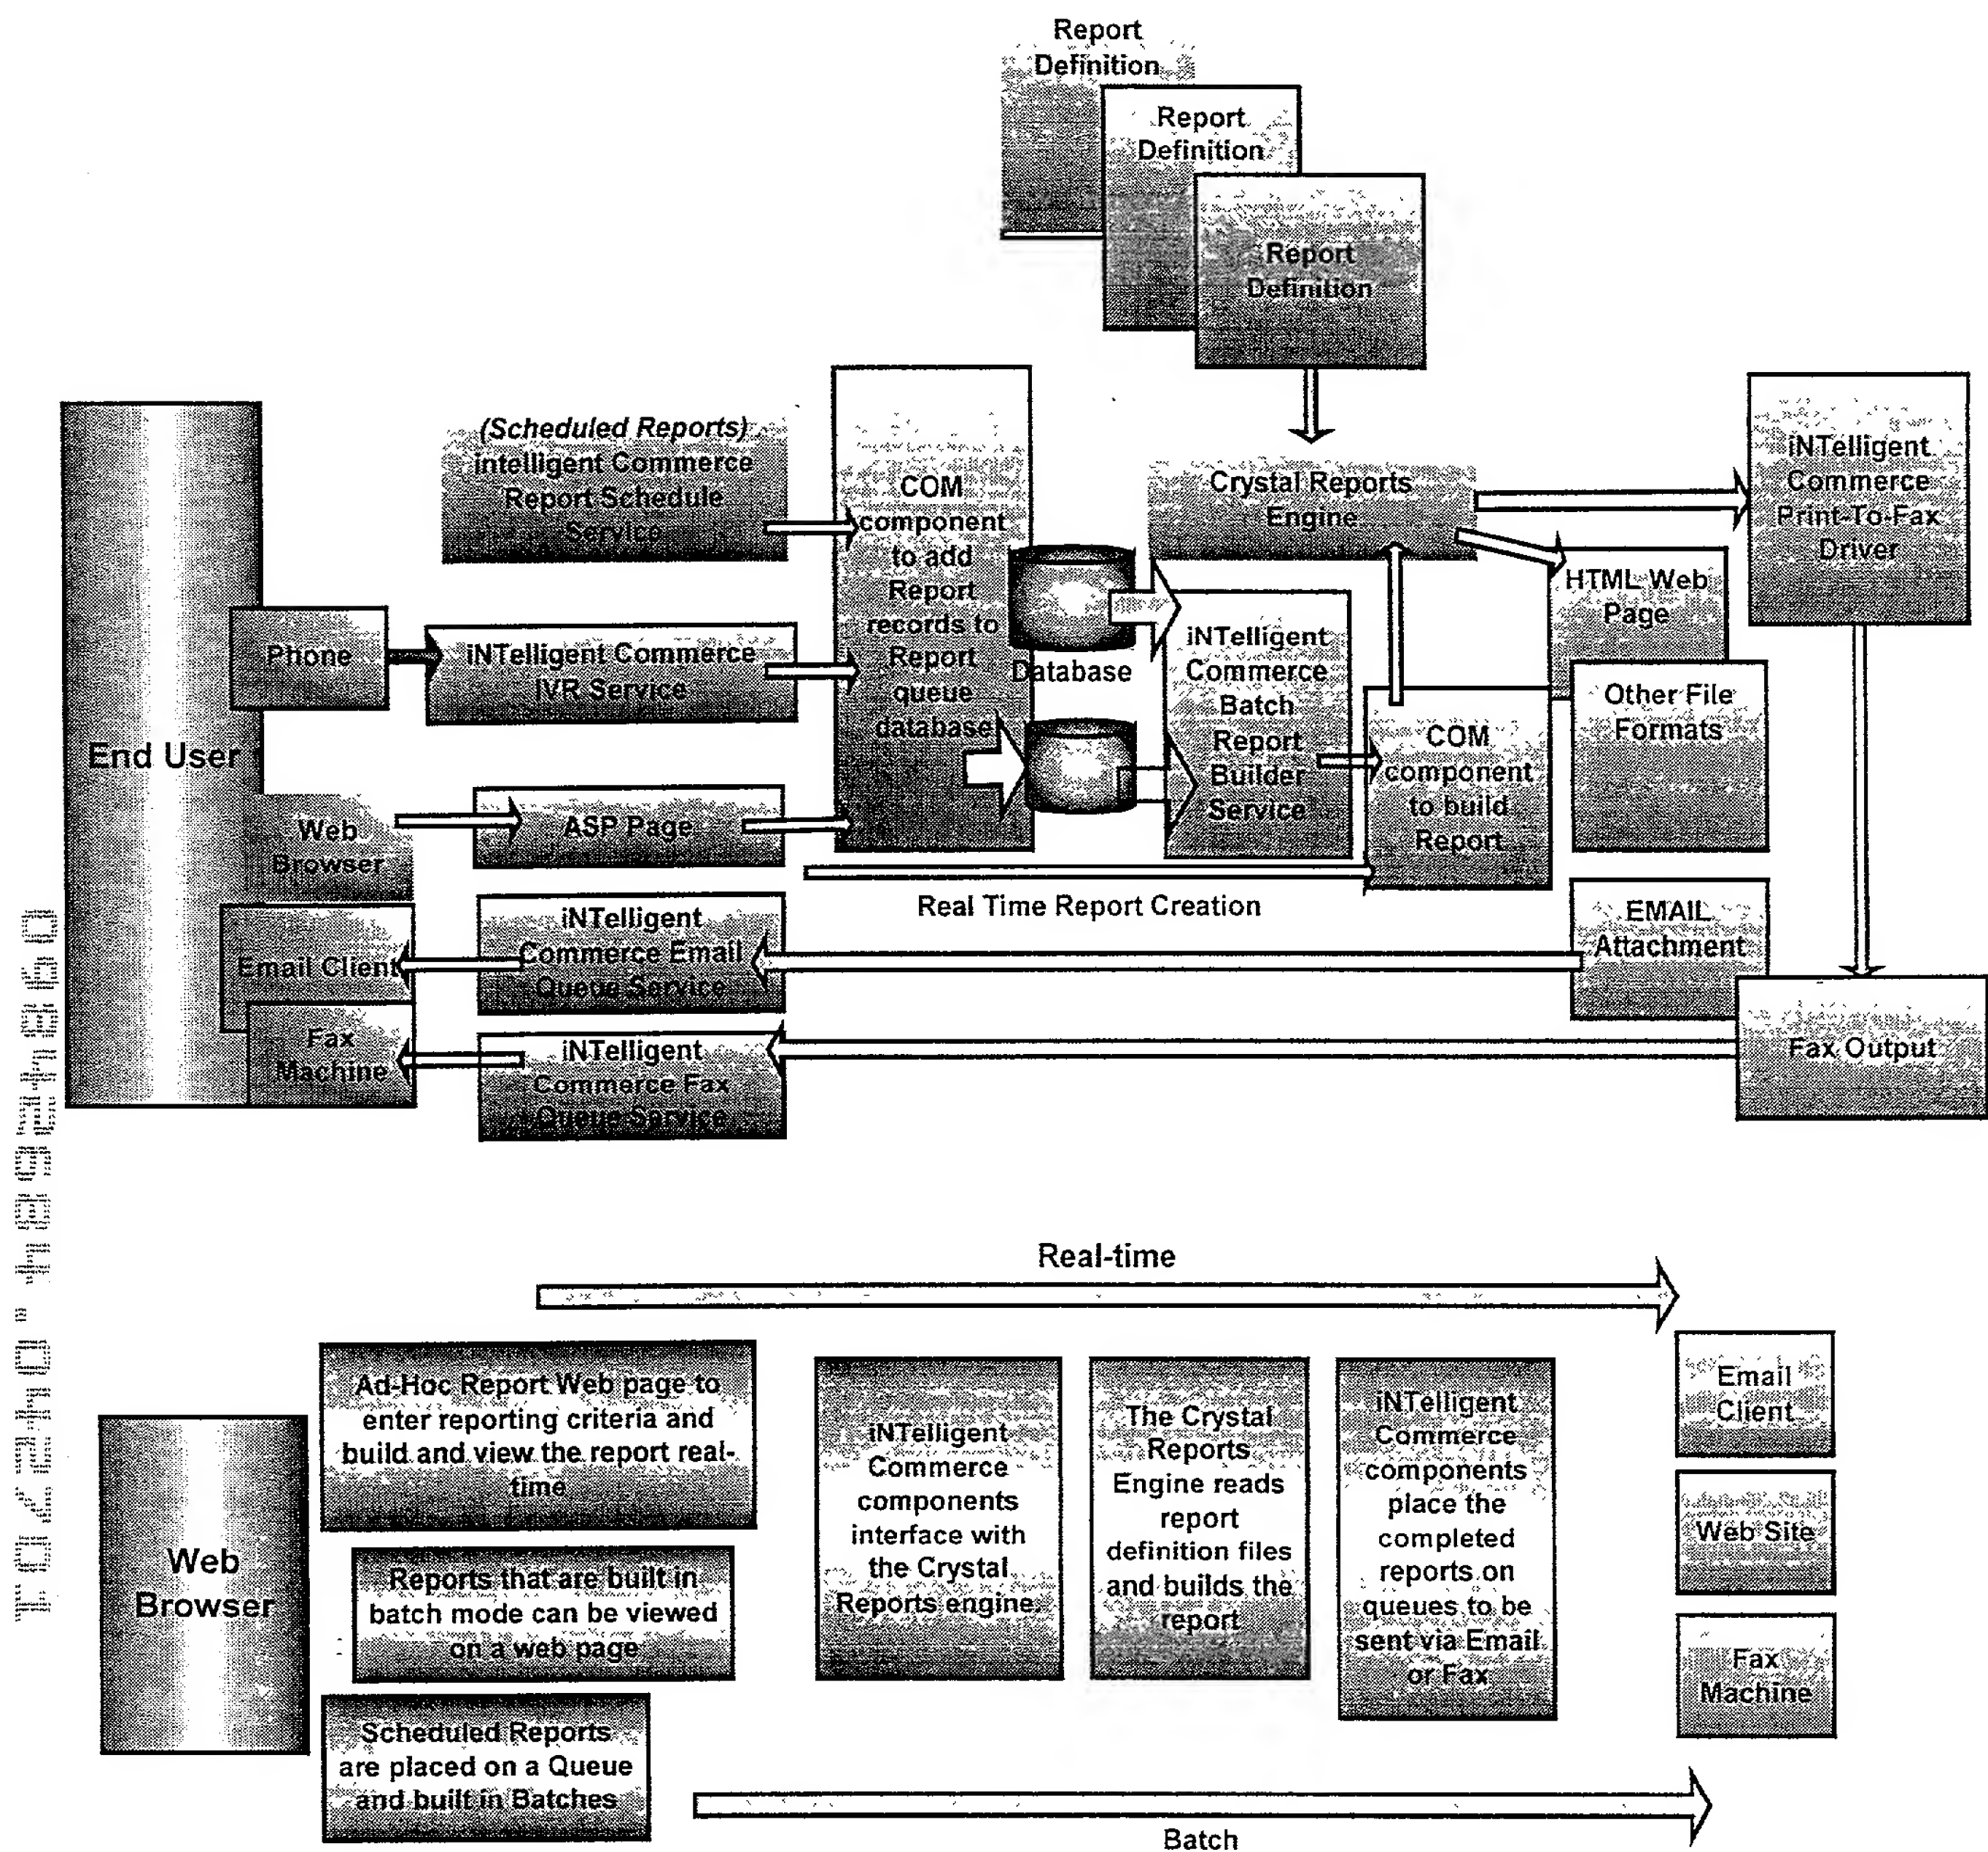 Report
Definition
Report
Definition
Report
Definition
(Scheduled Reports)
intelligent Commerce
Report Schedule
Service
COM
component
to add
Report
records to
Report
queue
database
Crystal Reports
Engine
iNTelligent
Commerce
Print-To-Fax
Driver
HTML Web
Page
Other File
Formats
End User
Phone
iNTelligent Commerce
IVR Service
Database
iNTelligent
Commerce
Batch
Report
Builder
Service
COM
component
to build
Report
Web
Browser
ASP Page
Real Time Report Creation
Email Client
iNTelligent
Commerce Email
Queue Service
EMAIL
Attachment
Fax
Machine
iNTelligent
Commerce Fax
Queue Service
Fax Output
Real-time
Web
Browser
Ad-Hoc Report Web page to
enter reporting criteria and
build and view the report real-
time
Reports that are built in
batch mode can be viewed
on a web page
Scheduled Reports
are placed on a Queue
and built in Batches
iNTelligent
Commerce
components
interface with
the Crystal
Reports engine
The Crystal
Reports
Engine reads
report
definition files
and builds the
report
iNTelligent
Commerce
components
place the
completed
reports on
queues to be
sent via Email
or Fax
Email
Client
Web Site
Fax
Machine
Batch